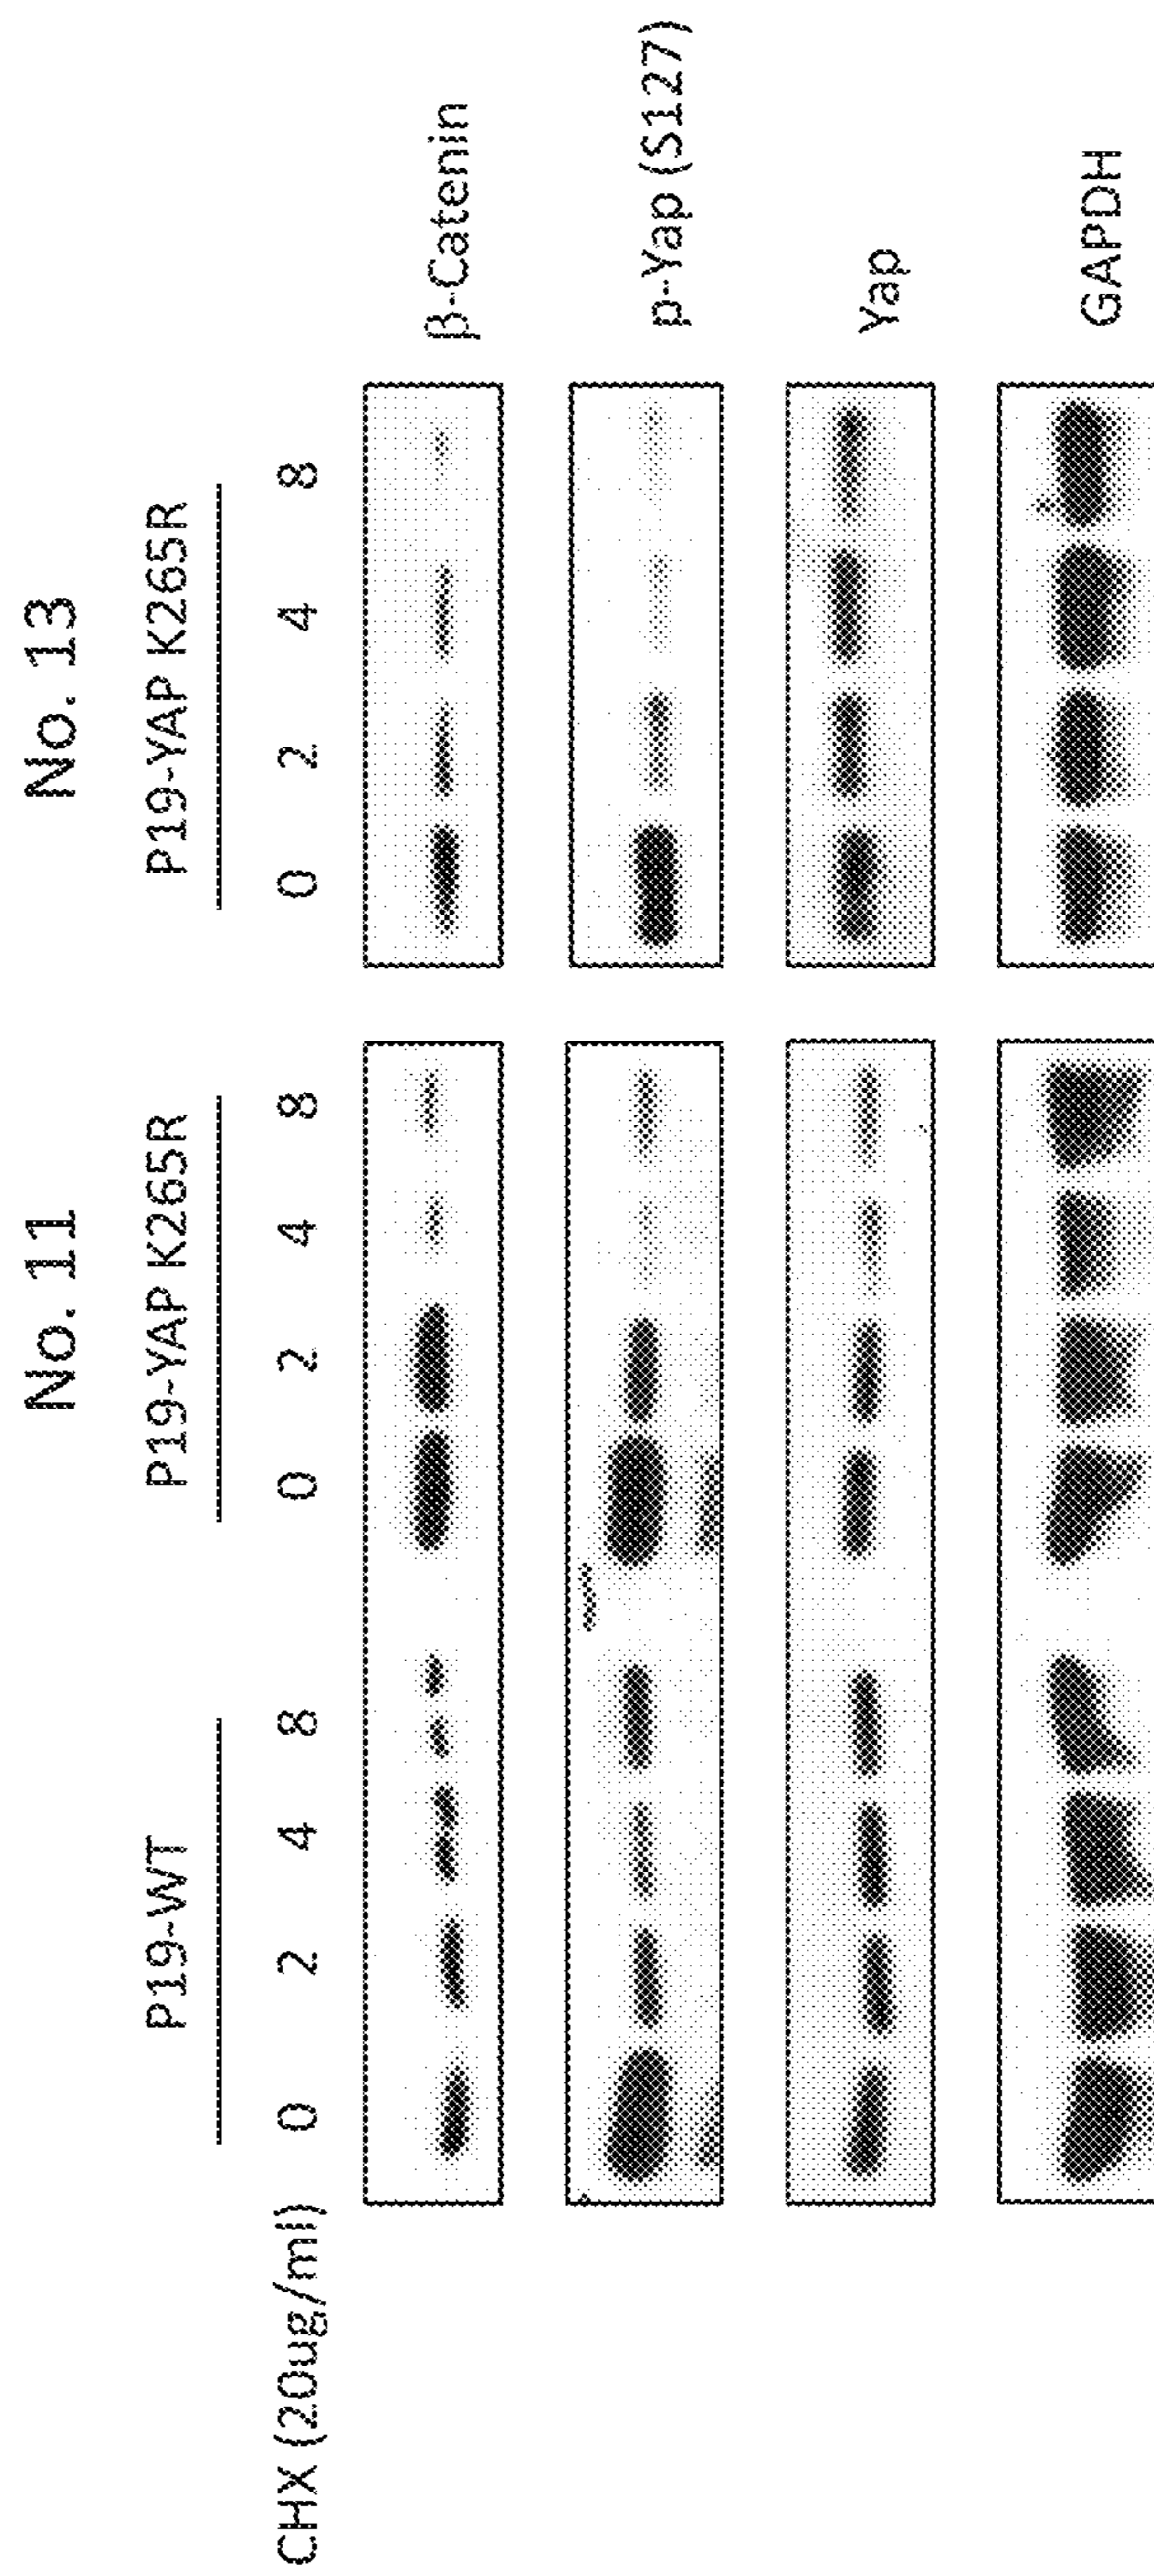 No. 11 No. 13
P19-WT P19-YAP K265R P19-YAP K265R
CHX (20ug/ml) 0 2 4 8 0 2 4 8 0 2 4 8
β-Catenin
p-Yap (S127)
Yap
GAPDH